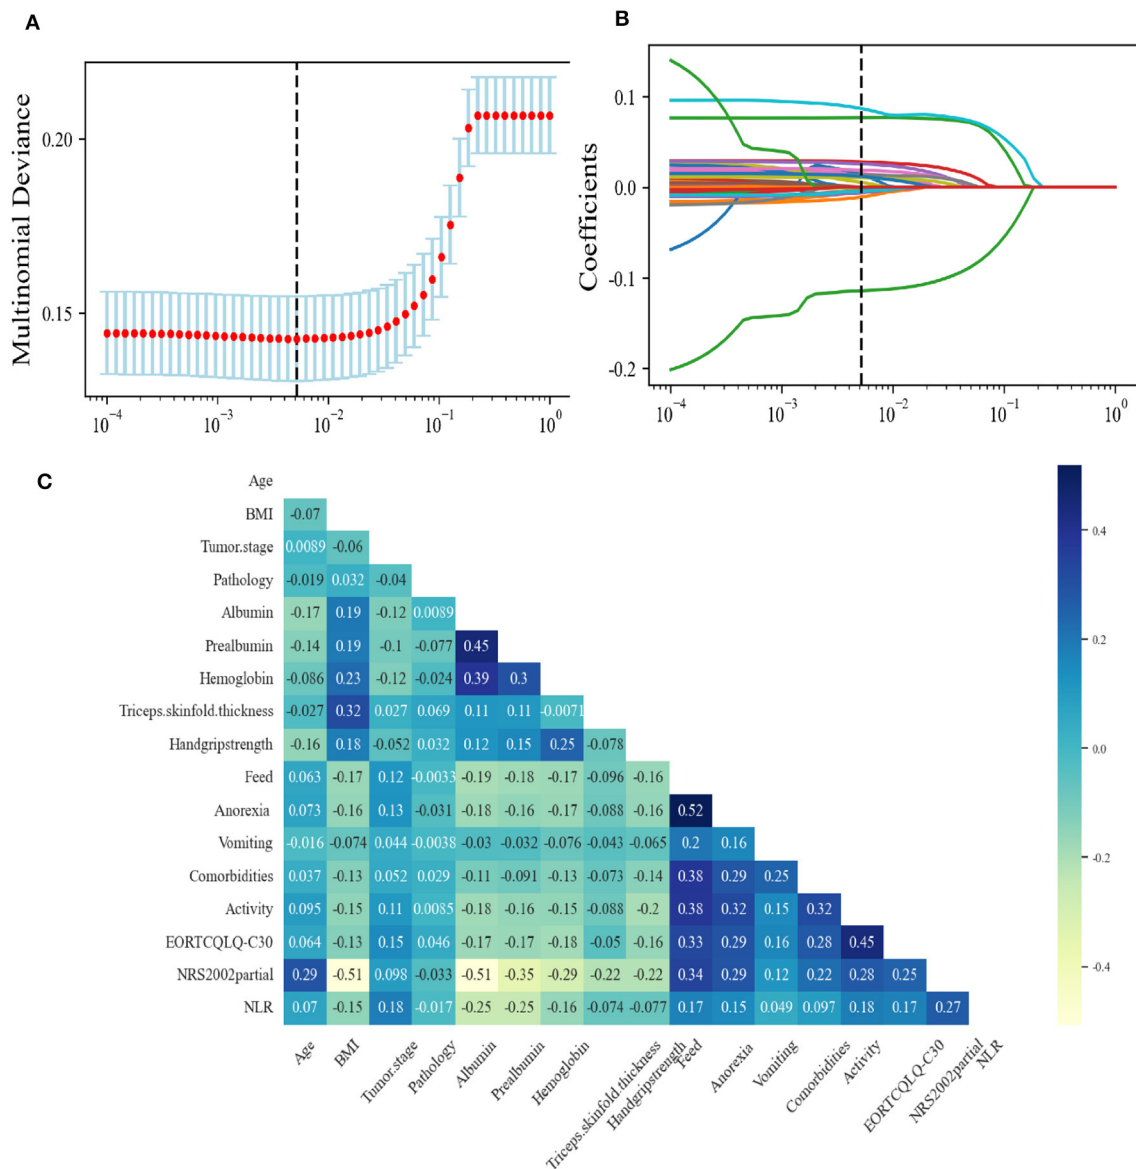 A
B
Multinomial Deviance
0.20
0.15
10⁻⁴ 10⁻³ 10⁻² 10⁻¹ 10⁰
Coefficients
0.1
0.0
-0.1
-0.2
10⁻⁴ 10⁻³ 10⁻² 10⁻¹ 10⁰
C
Age
BMI -0.07
Tumor.stage 0.0089 -0.06
Pathology -0.019 0.032 -0.04
Albumin -0.17 0.19 -0.12 0.0089
Prealbumin -0.14 0.19 -0.1 -0.077 0.45
Hemoglobin -0.086 0.23 -0.12 -0.024 0.39 0.3
Triceps.skinfold.thickness -0.027 0.32 0.027 0.069 0.11 0.11 -0.0071
Handgripstrength -0.16 0.18 -0.052 0.032 0.12 0.15 0.25 -0.078
Feed 0.063 -0.17 0.12 -0.0033 -0.19 -0.18 -0.17 -0.096 -0.16
Anorexia 0.073 -0.16 0.13 -0.031 -0.18 -0.16 -0.17 -0.088 -0.16 0.52
Vomiting -0.016 -0.074 0.044 -0.0038 -0.03 -0.032 -0.076 -0.043 -0.065 0.2 0.16
Comorbidities 0.037 -0.13 0.052 0.029 -0.11 -0.091 -0.13 -0.073 -0.14 0.38 0.29 0.25
Activity 0.095 -0.15 0.11 0.0085 -0.18 -0.16 -0.15 -0.088 -0.2 0.38 0.32 0.15 0.32
EORTCQLQ-C30 0.064 -0.13 0.15 0.046 -0.17 -0.17 -0.18 -0.05 -0.16 0.33 0.29 0.16 0.28 0.45
NRS2002partial 0.29 -0.51 0.098 -0.033 -0.51 -0.35 -0.29 -0.22 -0.22 0.34 0.29 0.12 0.22 0.28 0.25
NLR 0.07 -0.15 0.18 -0.017 -0.25 -0.25 -0.16 -0.074 -0.077 0.17 0.15 0.049 0.097 0.18 0.17 0.27
Age BMI Tumor.stage Pathology Albumin Prealbumin Hemoglobin Triceps.skinfold.thickness Handgripstrength Feed Anorexia Vomiting Comorbidities Activity EORTCQLQ-C30 NRS2002partial NLR
0.4
0.2
0.0
-0.2
-0.4